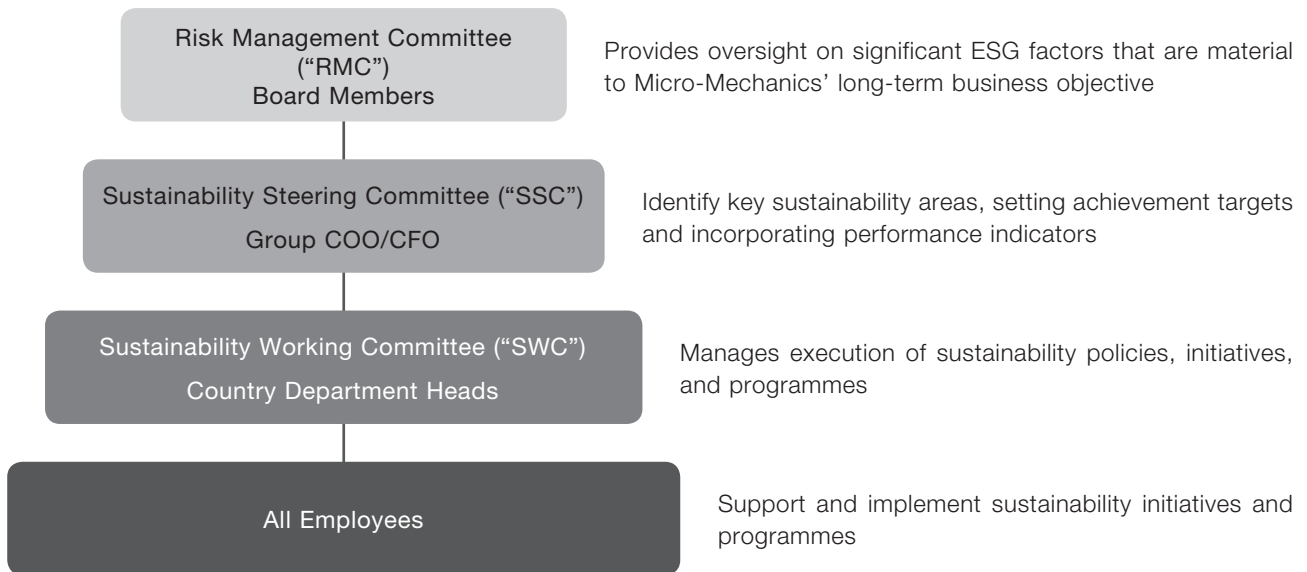 Risk Management Committee
(“RMC”)
Board Members
Provides oversight on significant ESG factors that are material
to Micro-Mechanics’ long-term business objective
Sustainability Steering Committee (“SSC”)
Group COO/CFO
Identify key sustainability areas, setting achievement targets
and incorporating performance indicators
Sustainability Working Committee (“SWC”)
Country Department Heads
Manages execution of sustainability policies, initiatives,
and programmes
All Employees
Support and implement sustainability initiatives and
programmes